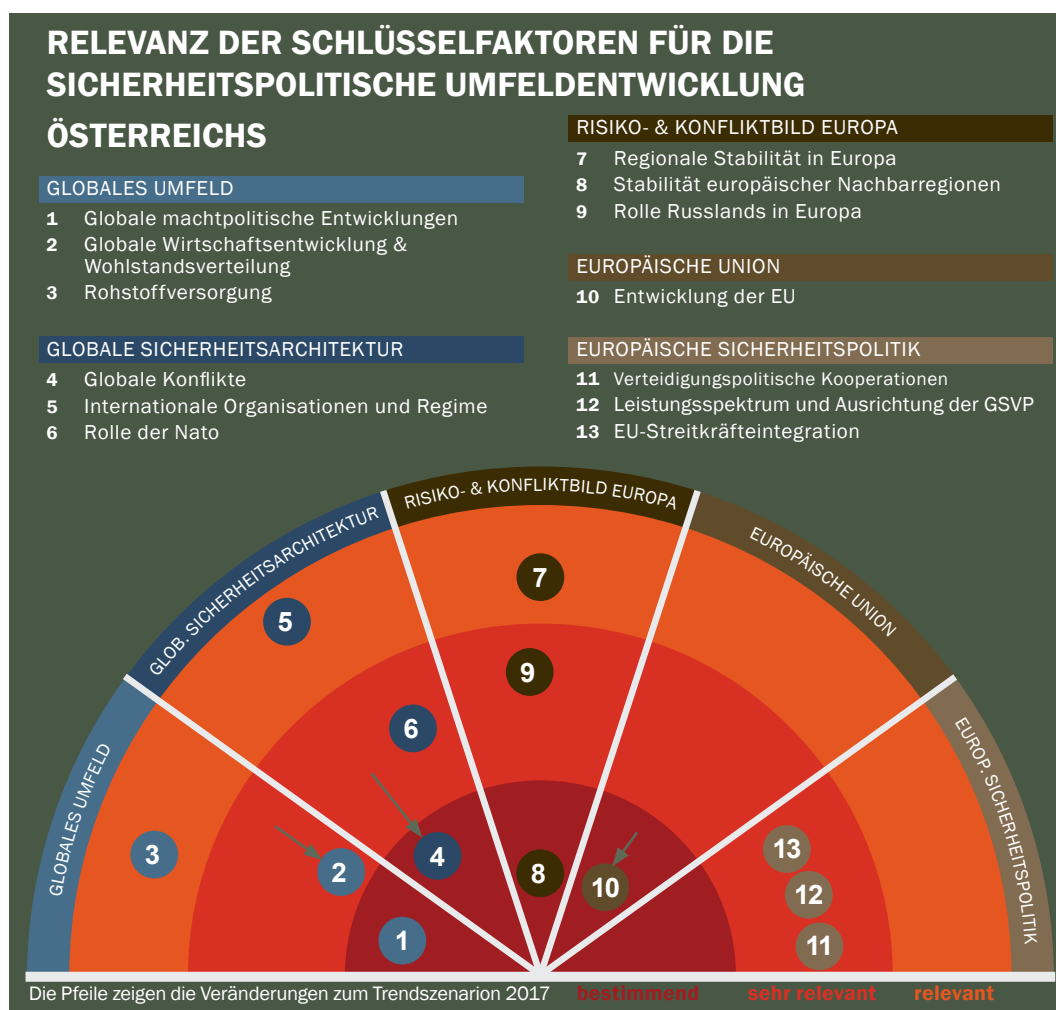 RELEVANZ DER SCHLÜSSELFAKTOREN FÜR DIE
SICHERHEITSPOLITISCHE UMFELDENTWICKLUNG
ÖSTERREICHS
GLOBALES UMFELD
1 Globale machtpolitische Entwicklungen
2 Globale Wirtschaftsentwicklung &
Wohlstandsverteilung
3 Rohstoffversorgung
GLOBALE SICHERHEITSARCHITEKTUR
4 Globale Konflikte
5 Internationale Organisationen und Regime
6 Rolle der Nato
RISIKO- & KONFLIKTBILD EUROPA
7 Regionale Stabilität in Europa
8 Stabilität europäischer Nachbarregionen
9 Rolle Russlands in Europa
EUROPÄISCHE UNION
10 Entwicklung der EU
EUROPÄISCHE SICHERHEITSPOLITIK
11 Verteidigungspolitische Kooperationen
12 Leistungsspektrum und Ausrichtung der GSVP
13 EU-Streitkräfteintegration
GLOBALES UMFELD
GLOB. SICHERHEITSARCHITEKTUR
RISIKO- & KONFLIKTBILD EUROPA
EUROPÄISCHE UNION
EUROP. SICHERHEITSPOLITIK
7
5
9
6
13
3
4
2
8
10
12
1
11
Die Pfeile zeigen die Veränderungen zum Trendszenarion 2017
bestimmend
sehr relevant
relevant